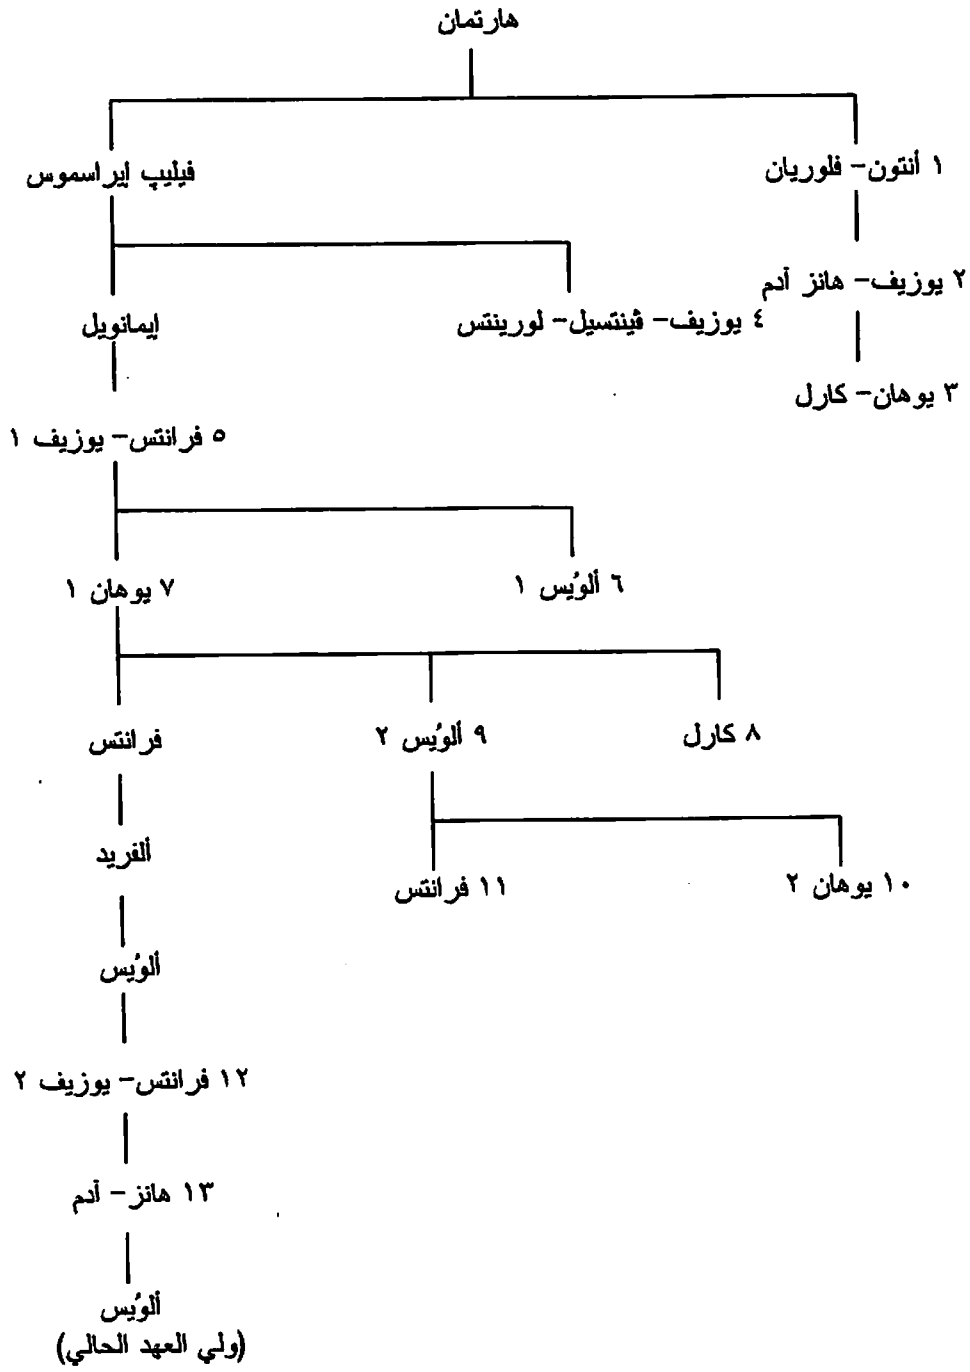 هارتمان
١ أنتون- فلوريان
فيليپ إيراسموس
٢ يوزيف- هانز آدم
٤ يوزيف- ڤينتسيل- لورينتس
إيمانويل
٣ يوهان- كارل
٥ فرانتس- يوزيف ١
٦ ألوُيس ١
٧ يوهان ١
٨ كارل
٩ ألوُيس ٢
فرانتس
ألفريد
١٠ يوهان ٢
١١ فرانتس
ألوُيس
١٢ فرانتس- يوزيف ٢
١٣ هانز- آدم
ألوُيس
(ولي العهد الحالي)